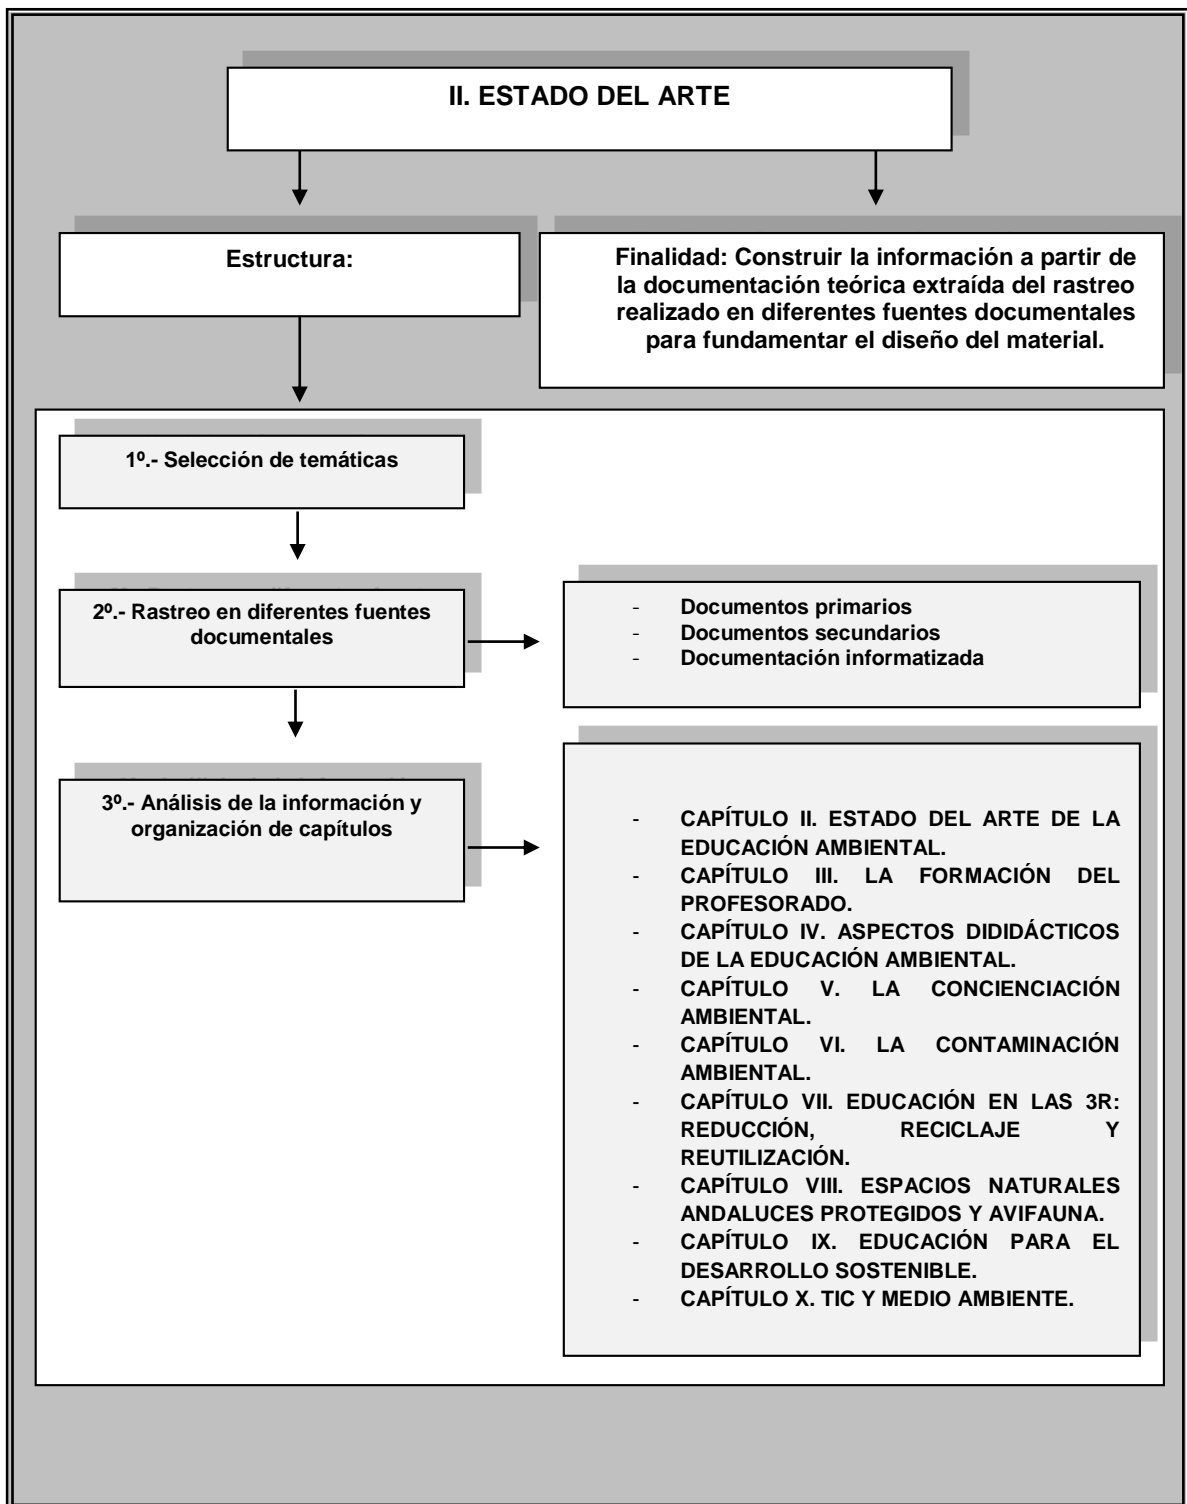 II. ESTADO DEL ARTE
Estructura:
Finalidad: Construir la información a partir de
la documentación teórica extraída del rastreo
realizado en diferentes fuentes documentales
para fundamentar el diseño del material.
1º.- Selección de temáticas
2º.- Rastreo en diferentes fuentes
documentales
- Documentos primarios
- Documentos secundarios
- Documentación informatizada
3º.- Análisis de la información y
organización de capítulos
- CAPÍTULO II. ESTADO DEL ARTE DE LA
EDUCACIÓN AMBIENTAL.
- CAPÍTULO III. LA FORMACIÓN DEL
PROFESORADO.
- CAPÍTULO IV. ASPECTOS DIDIDÁCTICOS
DE LA EDUCACIÓN AMBIENTAL.
- CAPÍTULO V. LA CONCIENCIACIÓN
AMBIENTAL.
- CAPÍTULO VI. LA CONTAMINACIÓN
AMBIENTAL.
- CAPÍTULO VII. EDUCACIÓN EN LAS 3R:
REDUCCIÓN, RECICLAJE Y
REUTILIZACIÓN.
- CAPÍTULO VIII. ESPACIOS NATURALES
ANDALUCES PROTEGIDOS Y AVIFAUNA.
- CAPÍTULO IX. EDUCACIÓN PARA EL
DESARROLLO SOSTENIBLE.
- CAPÍTULO X. TIC Y MEDIO AMBIENTE.